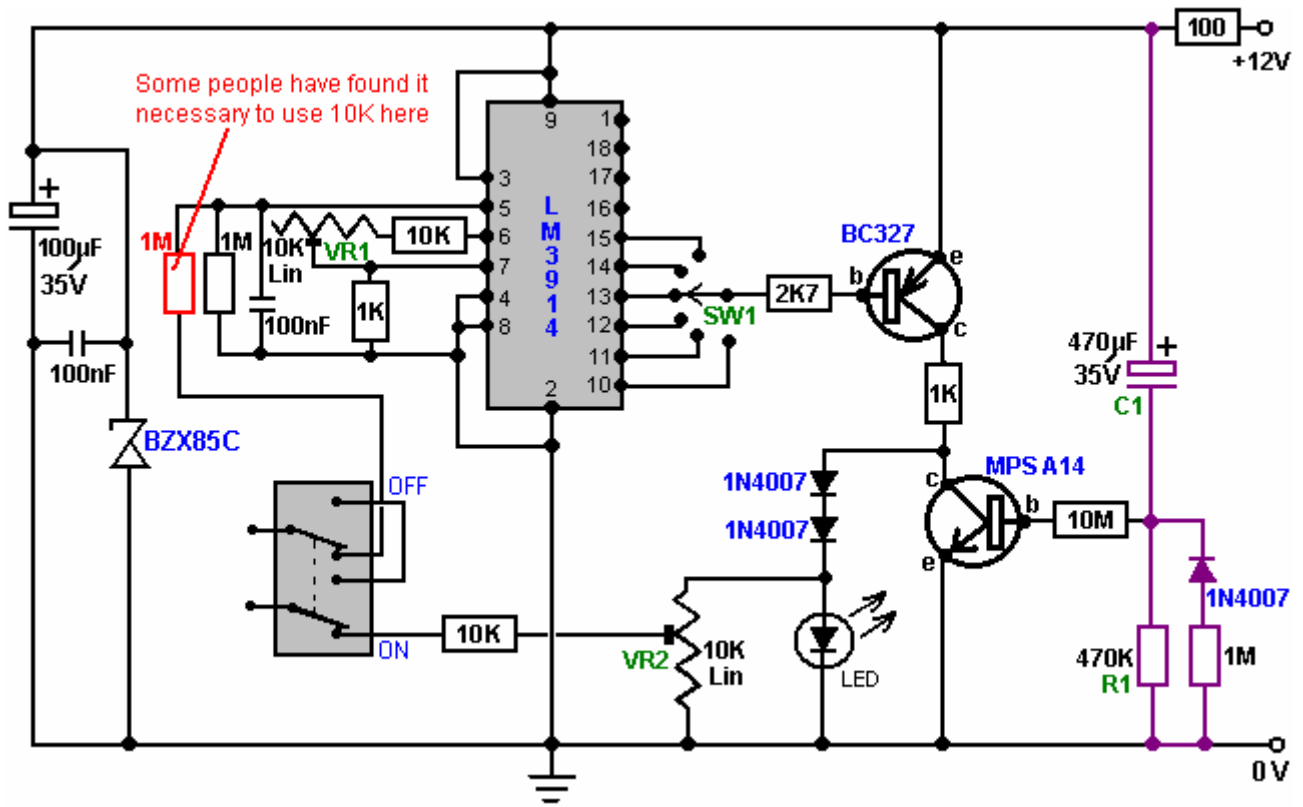 100
+12V
Some people have found it
necessary to use 10K here
9
1
18
17
16
15
14
13
12
11
10
3
5
6
7
4
8
2
L
M
3
9
1
4
+
100µF
35V
1M
1M
10K
Lin
VR1
10K
1K
100nF
100nF
BZX85C
SW1
2K7
BC327
b
e
c
1K
470µF
35V
+
C1
MPSA14
c
b
e
10M
1N4007
1N4007
1N4007
OFF
ON
10K
VR2
10K
Lin
LED
470K
R1
1M
0V